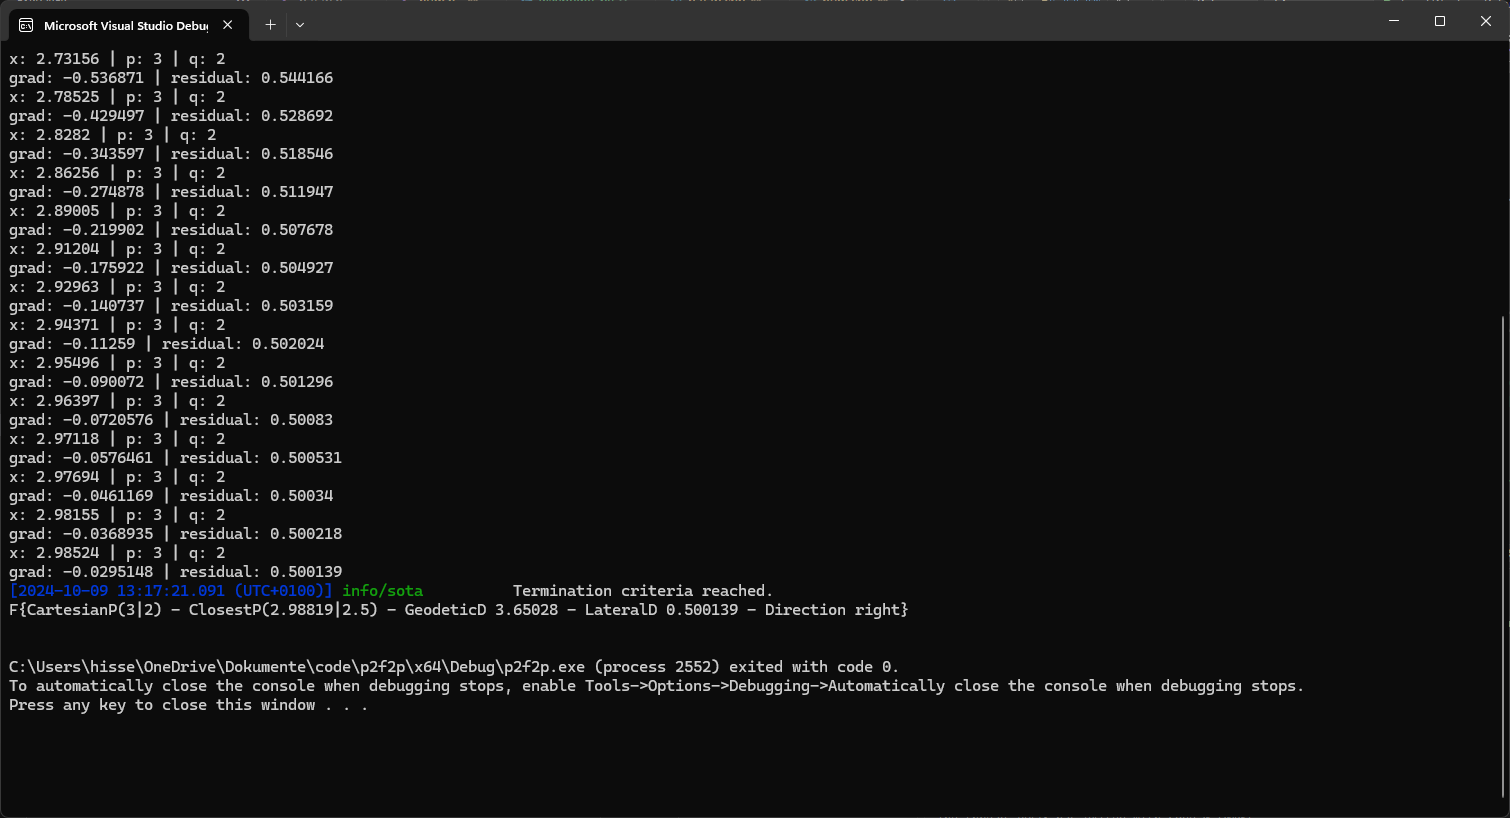 Microsoft Visual Studio Debug
x: 2.73156 | p: 3 | q: 2
grad: -0.536871 | residual: 0.544166
x: 2.78525 | p: 3 | q: 2
grad: -0.429497 | residual: 0.528692
x: 2.8282 | p: 3 | q: 2
grad: -0.343597 | residual: 0.518546
x: 2.86256 | p: 3 | q: 2
grad: -0.274878 | residual: 0.511947
x: 2.89005 | p: 3 | q: 2
grad: -0.219902 | residual: 0.507678
x: 2.91204 | p: 3 | q: 2
grad: -0.175922 | residual: 0.504927
x: 2.92963 | p: 3 | q: 2
grad: -0.140737 | residual: 0.503159
x: 2.94371 | p: 3 | q: 2
grad: -0.11259 | residual: 0.502024
x: 2.95496 | p: 3 | q: 2
grad: -0.090072 | residual: 0.501296
x: 2.96397 | p: 3 | q: 2
grad: -0.0720576 | residual: 0.50083
x: 2.97118 | p: 3 | q: 2
grad: -0.0576461 | residual: 0.500531
x: 2.97694 | p: 3 | q: 2
grad: -0.0461169 | residual: 0.50034
x: 2.98155 | p: 3 | q: 2
grad: -0.0368935 | residual: 0.500218
x: 2.98524 | p: 3 | q: 2
grad: -0.0295148 | residual: 0.500139
[2024-10-09 13:17:21.091 (UTC+0100)] info/sota Termination criteria reached.
F{CartesianP(3|2) - ClosestP(2.98819|2.5) - GeodeticD 3.65028 - LateralD 0.500139 - Direction right}
C:\Users\hisse\OneDrive\Dokumente\code\p2f2p\x64\Debug\p2f2p.exe (process 2552) exited with code 0.
To automatically close the console when debugging stops, enable Tools->Options->Debugging->Automatically close the console when debugging stops.
Press any key to close this window . . .